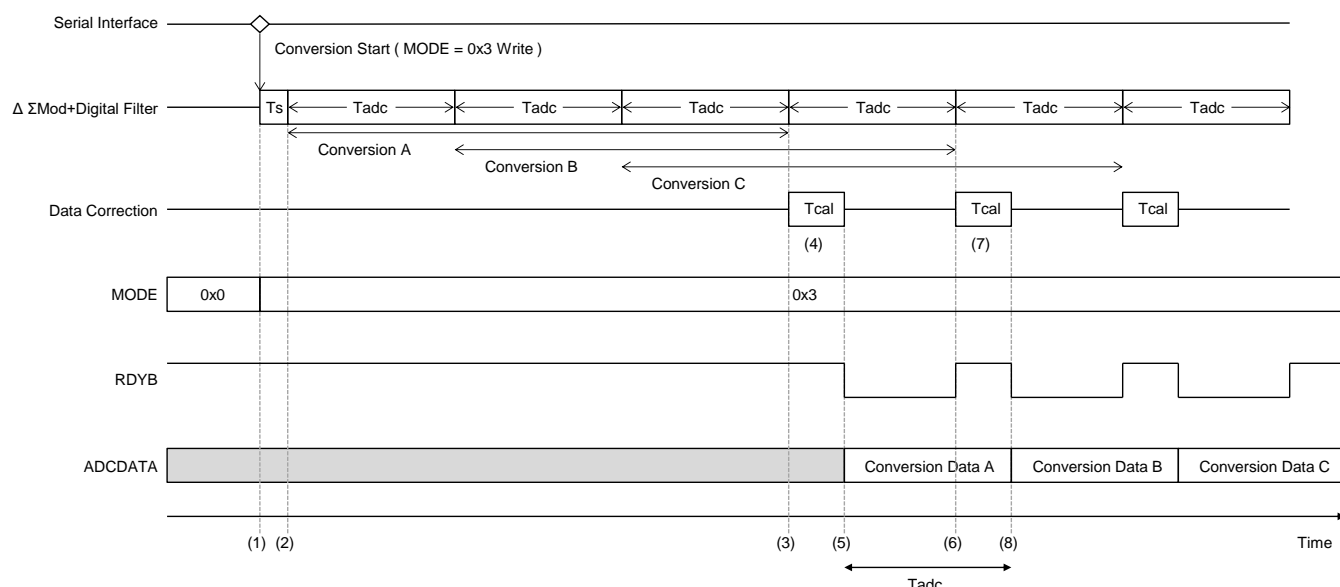 Serial Interface
Conversion Start ( MODE = 0x3 Write )
Δ ΣMod+Digital Filter Ts Tadc Tadc Tadc Tadc Tadc Tadc
Conversion A
Conversion B
Conversion C
Data Correction Tcal Tcal Tcal
(4) (7)
MODE 0x0 0x3
RDYB
ADCDATA Conversion Data A Conversion Data B Conversion Data C
(1) (2) (3) (5) (6) (8) Time
Tadc